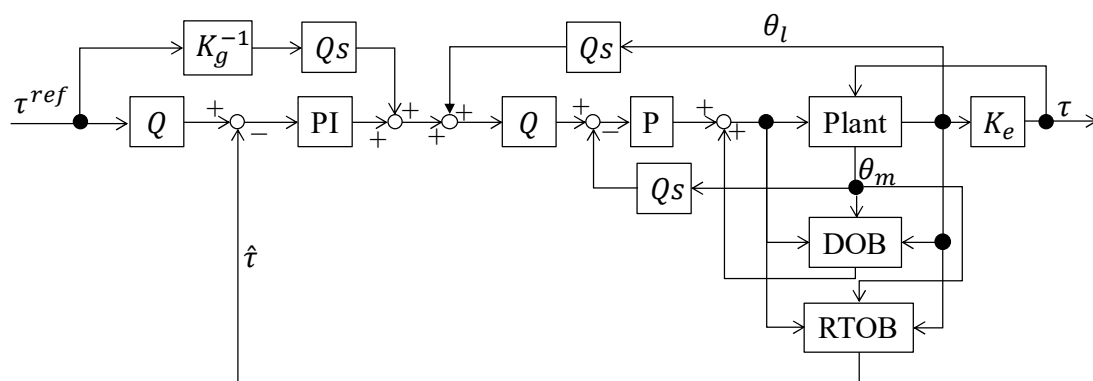 θ_l
K_g^{-1}
Qs
Qs
τ^{ref}
Q
+
−
PI
+
+
+
+
Q
+
−
P
+
+
Plant
K_e
τ
Qs
θ_m
DOB
τ̂
RTOB